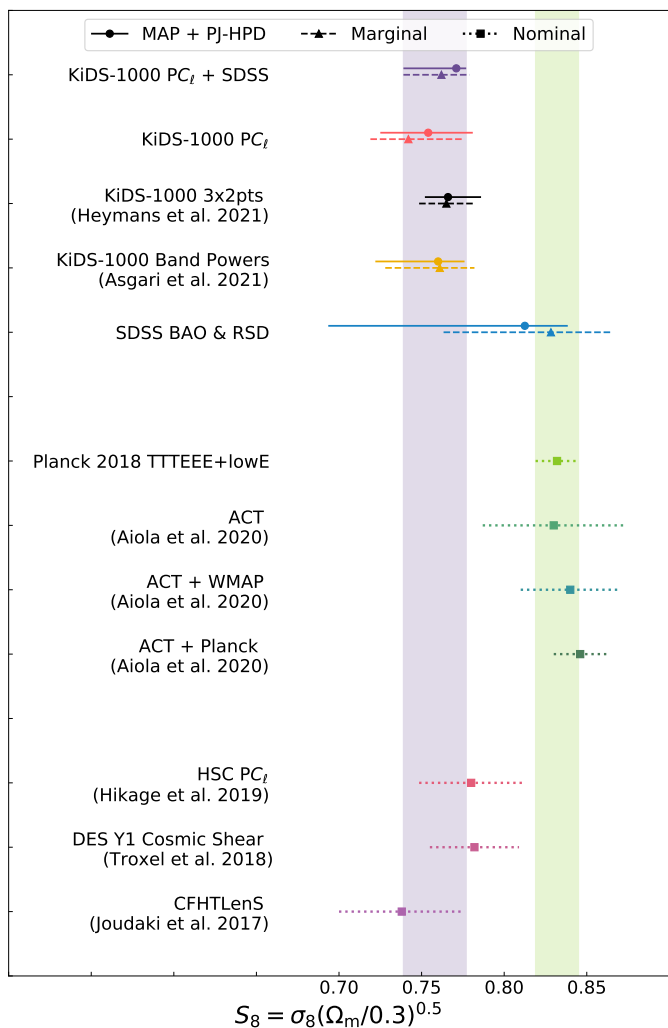 MAP + PJ-HPD Marginal Nominal
KiDS-1000 PCℓ + SDSS
KiDS-1000 PCℓ
KiDS-1000 3x2pts
(Heymans et al. 2021)
KiDS-1000 Band Powers
(Asgari et al. 2021)
SDSS BAO & RSD
Planck 2018 TTTEEE+lowE
ACT
(Aiola et al. 2020)
ACT + WMAP
(Aiola et al. 2020)
ACT + Planck
(Aiola et al. 2020)
HSC PCℓ
(Hikage et al. 2019)
DES Y1 Cosmic Shear
(Troxel et al. 2018)
CFHTLenS
(Joudaki et al. 2017)
0.70 0.75 0.80 0.85
S₈ = σ₈(Ωₘ/0.3)⁰·⁵